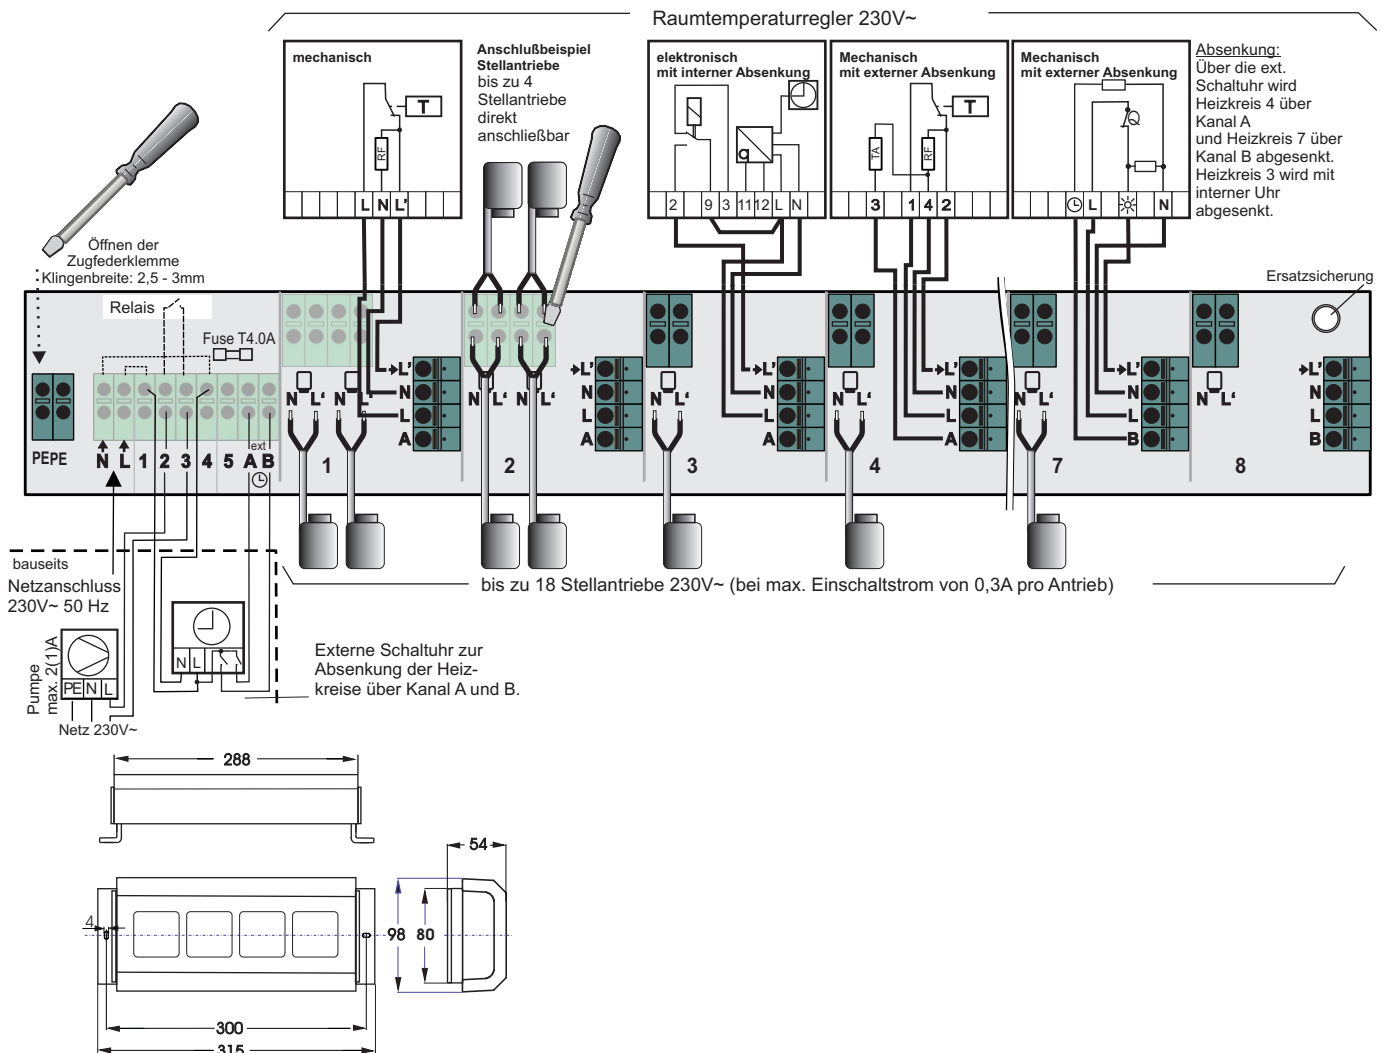 Raumtemperaturregler 230V~
mechanisch
T
RF
L N L'
Anschlußbeispiel
Stellantriebe
bis zu 4
Stellantriebe
direkt
anschließbar
elektronisch
mit interner Absenkung
2 9 3 11 12 L N
Mechanisch
mit externer Absenkung
T
TA
RF
3 1 4 2
Mechanisch
mit externer Absenkung
L N
Absenkung:
Über die ext.
Schaltuhr wird
Heizkreis 4 über
Kanal A
und Heizkreis 7 über
Kanal B abgesenkt.
Heizkreis 3 wird mit
interner Uhr
abgesenkt.
Öffnen der
Zugfederklemme
Klingenbreite: 2,5 - 3mm
Relais
Fuse T4.0A
Ersatzsicherung
PE PE
N L 1 2 3 4 5 A B
ext
N L' N L'
1
L'
N
L
A
N L' N L'
2
L'
N
L
A
N L'
3
L'
N
L
A
N L'
4
L'
N
L
A
N L'
7
L'
N
L
B
N L'
8
L'
N
L
B
bauseits
Netzanschluss
230V~ 50 Hz
bis zu 18 Stellantriebe 230V~ (bei max. Einschaltstrom von 0,3A pro Antrieb)
Pumpe
max. 2(1)A
PE N L
Netz 230V~
N L
Externe Schaltuhr zur
Absenkung der Heiz-
kreise über Kanal A und B.
288
54
4
98
80
300
315